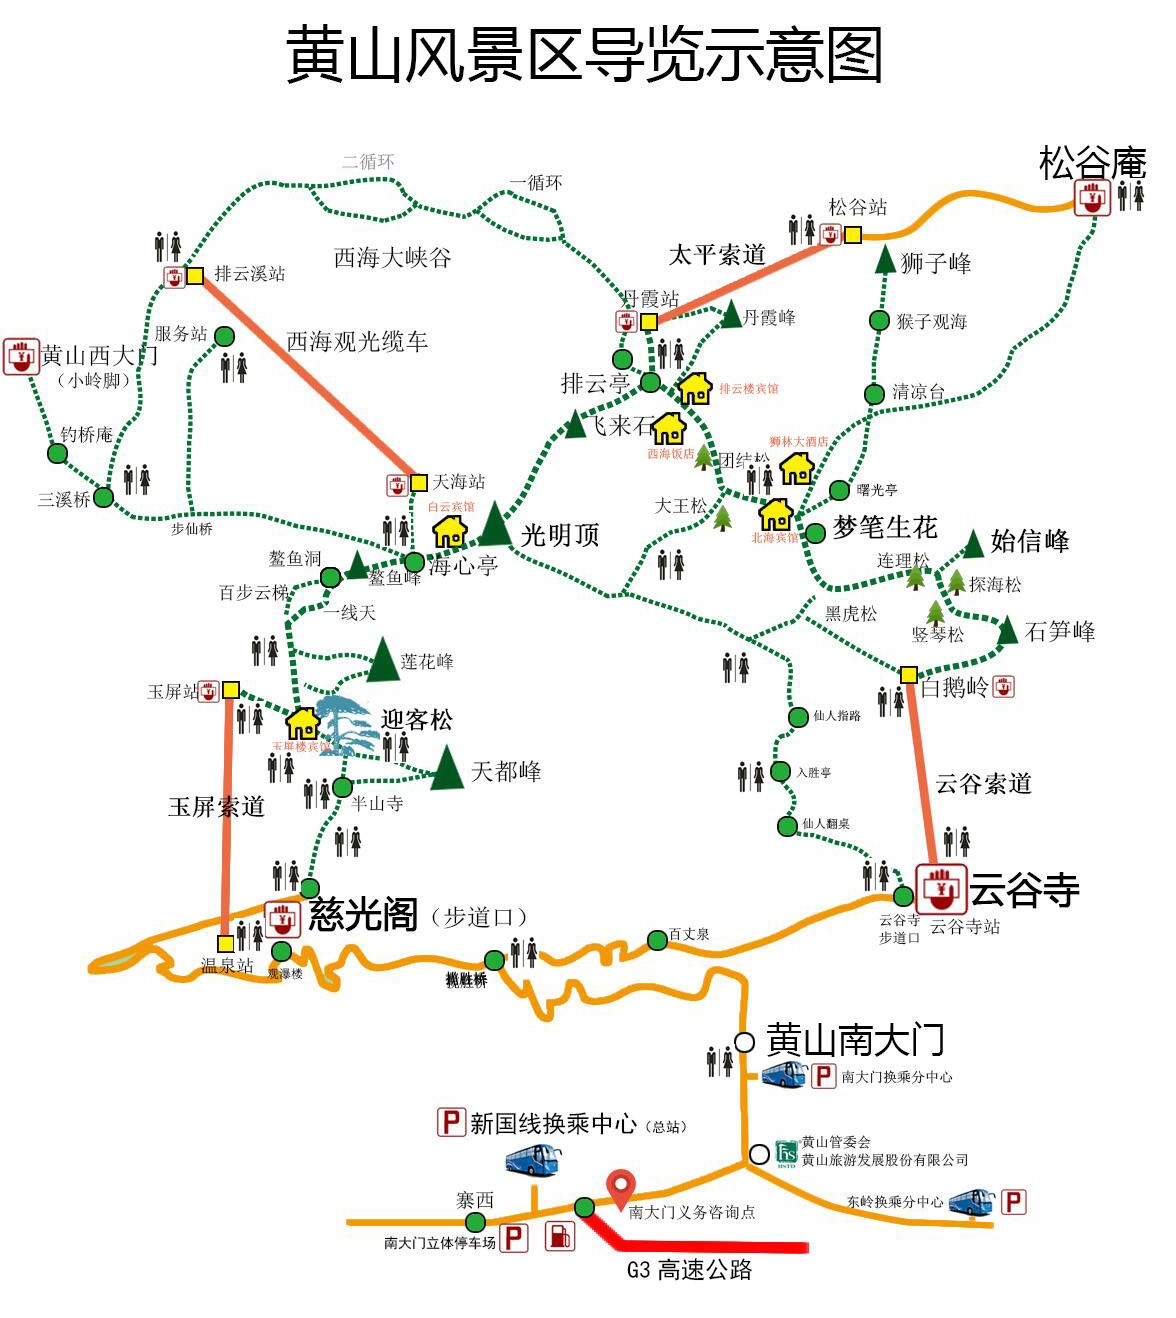 黄山风景区导览示意图
二循环
一循环
松谷庵
松谷站
西海大峡谷
太平索道
狮子峰
排云溪站
丹霞站
丹霞峰
猴子观海
服务站
西海观光缆车
黄山西大门
（小岭脚）
排云亭
排云楼宾馆
清凉台
飞来石
钓桥庵
西海饭店
团结松
狮林大酒店
三溪桥
天海站
曙光亭
白云宾馆
大王松
步仙桥
光明顶
北海宾馆
梦笔生花
始信峰
鳌鱼洞
鳌鱼峰
海心亭
连理松
探海松
百步云梯
一线天
黑虎松
竖琴松
石笋峰
莲花峰
玉屏站
白鹅岭
迎客松
仙人指路
玉屏楼宾馆
天都峰
入胜亭
云谷索道
玉屏索道
半山寺
仙人翻桌
云谷寺
慈光阁（步道口）
云谷寺
步道口
云谷寺站
百丈泉
温泉站
观瀑楼
黄山南大门
P
南大门换乘分中心
P
新国线换乘中心（总站）
黄山管委会
黄山旅游发展股份有限公司
HSTD
寨西
东岭换乘分中心
P
南大门义务咨询点
南大门立体停车场
P
G3 高速公路